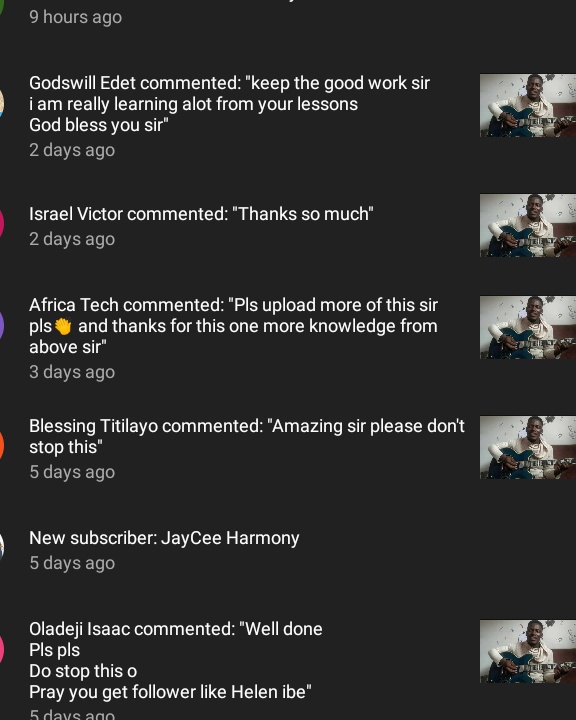 9 hours ago
Godswill Edet commented: "keep the good work sir
i am really learning alot from your lessons
God bless you sir"
2 days ago
Israel Victor commented: "Thanks so much"
2 days ago
Africa Tech commented: "Pls upload more of this sir
pls👏 and thanks for this one more knowledge from
above sir"
3 days ago
Blessing Titilayo commented: "Amazing sir please don't
stop this"
5 days ago
New subscriber: JayCee Harmony
5 days ago
Oladeji Isaac commented: "Well done
Pls pls
Do stop this o
Pray you get follower like Helen ibe"
5 days ago